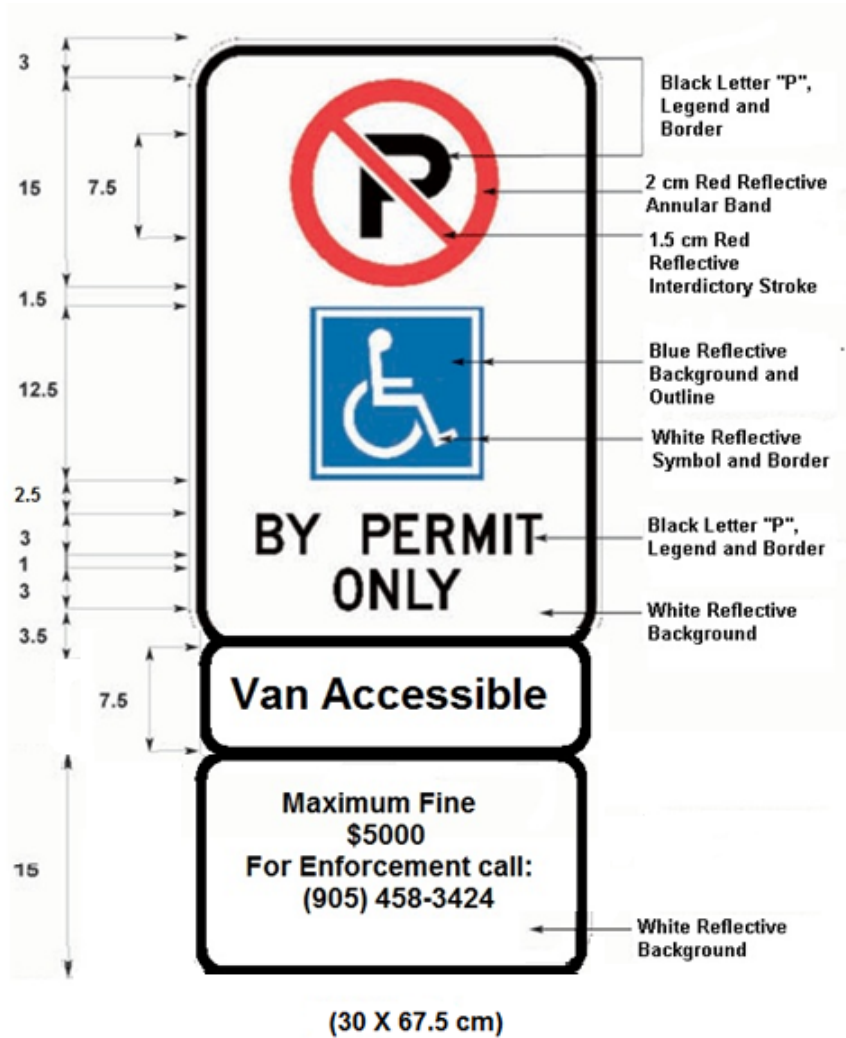 3
15
7.5
1.5
12.5
2.5
3
1
3
3.5
7.5
15
P
BY PERMIT
ONLY
Van Accessible
Maximum Fine
$5000
For Enforcement call:
(905) 458-3424
Black Letter "P",
Legend and
Border
2 cm Red Reflective
Annular Band
1.5 cm Red
Reflective
Interdictory Stroke
Blue Reflective
Background and
Outline
White Reflective
Symbol and Border
Black Letter "P",
Legend and Border
White Reflective
Background
White Reflective
Background
(30 X 67.5 cm)